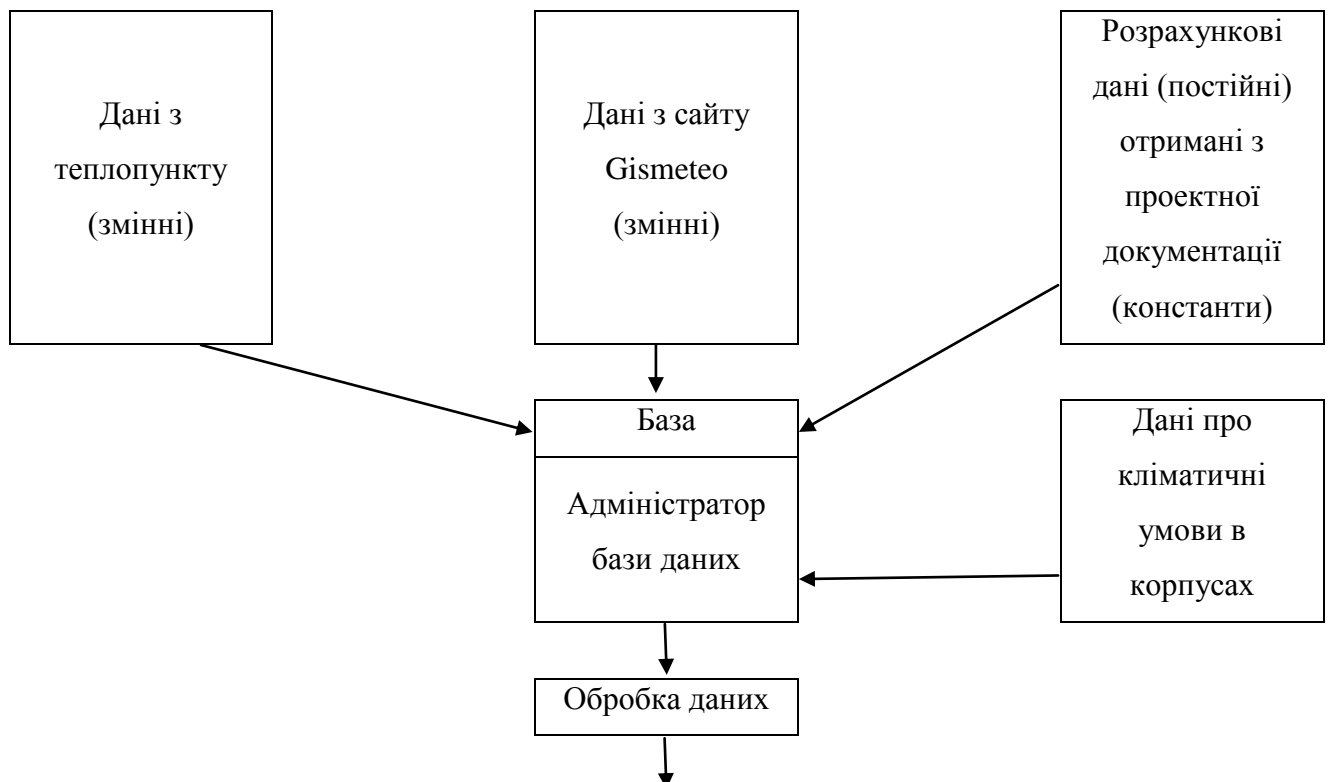 Дані з
теплопункту
(змінні)
Дані з сайту
Gismeteo
(змінні)
Розрахункові
дані (постійні)
отримані з
проектної
документації
(константи)
База
Адміністратор
бази даних
Дані про
кліматичні
умови в
корпусах
Обробка даних